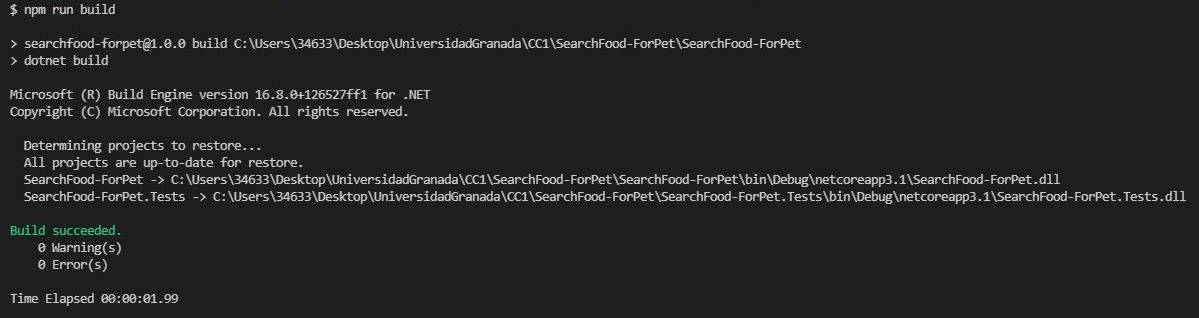 $ npm run build
> searchfood-forpet@1.0.0 build C:\Users\34633\Desktop\UniversidadGranada\CC1\SearchFood-ForPet\SearchFood-ForPet
> dotnet build
Microsoft (R) Build Engine version 16.8.0+126527ff1 for .NET
Copyright (C) Microsoft Corporation. All rights reserved.
Determining projects to restore...
All projects are up-to-date for restore.
SearchFood-ForPet -> C:\Users\34633\Desktop\UniversidadGranada\CC1\SearchFood-ForPet\SearchFood-ForPet\bin\Debug\netcoreapp3.1\SearchFood-ForPet.dll
SearchFood-ForPet.Tests -> C:\Users\34633\Desktop\UniversidadGranada\CC1\SearchFood-ForPet\SearchFood-ForPet.Tests\bin\Debug\netcoreapp3.1\SearchFood-ForPet.Tests.dll
Build succeeded.
0 Warning(s)
0 Error(s)
Time Elapsed 00:00:01.99